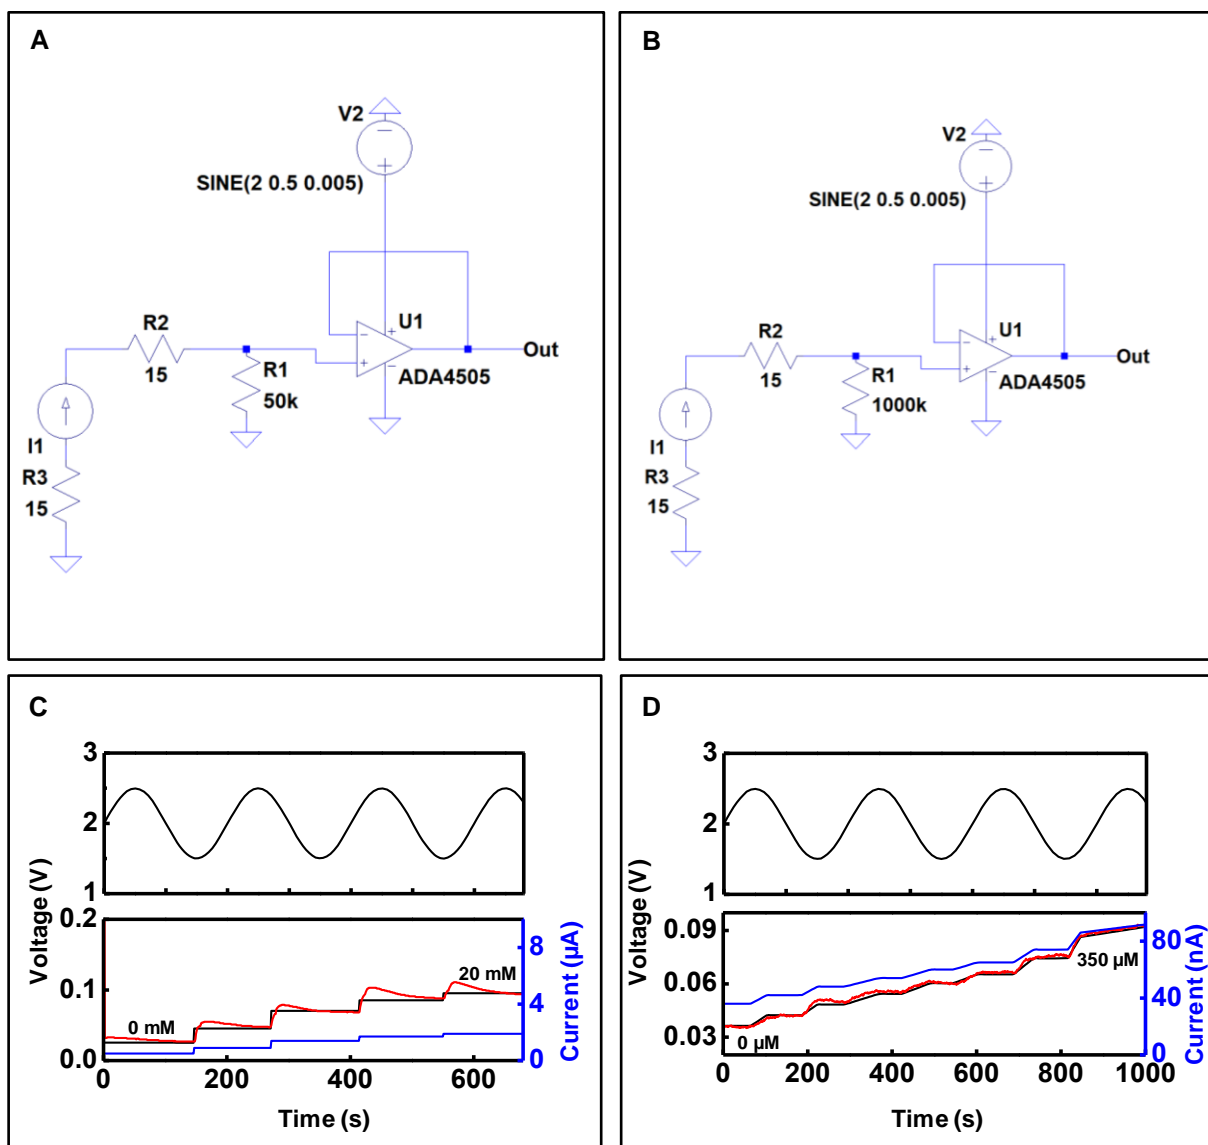 A
V2
SINE(2 0.5 0.005)
R2
15
R1
50k
U1
ADA4505
Out
I1
R3
15
B
V2
SINE(2 0.5 0.005)
R2
15
R1
1000k
U1
ADA4505
Out
I1
R3
15
C
3
2
1
0.2
0.1
0.0
8
4
0
0 mM
20 mM
0 200 400 600
Voltage (V)
Current (µA)
Time (s)
D
3
2
1
0.09
0.06
0.03
80
40
0
0 µM
350 µM
0 200 400 600 800 1000
Voltage (V)
Current (nA)
Time (s)